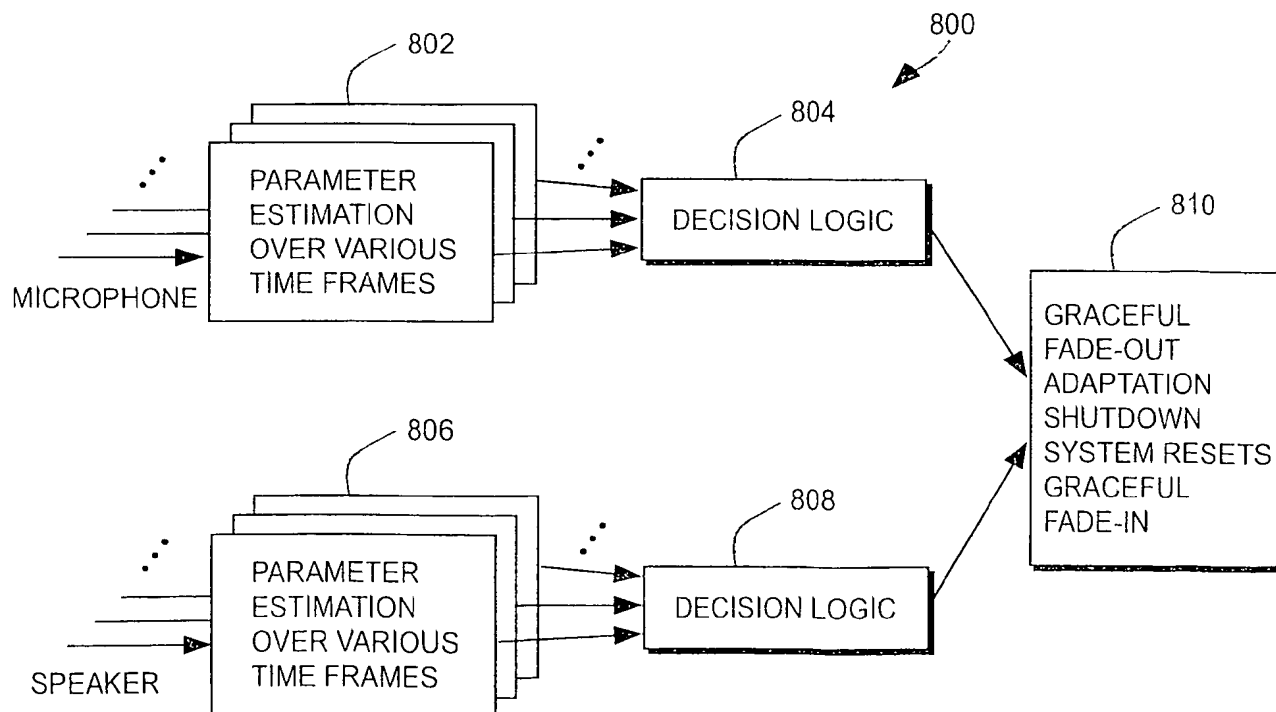 800
802
804
PARAMETER
ESTIMATION
OVER VARIOUS
TIME FRAMES
DECISION LOGIC
810
MICROPHONE
GRACEFUL
FADE-OUT
ADAPTATION
SHUTDOWN
SYSTEM RESETS
GRACEFUL
FADE-IN
806
808
PARAMETER
ESTIMATION
OVER VARIOUS
TIME FRAMES
DECISION LOGIC
SPEAKER